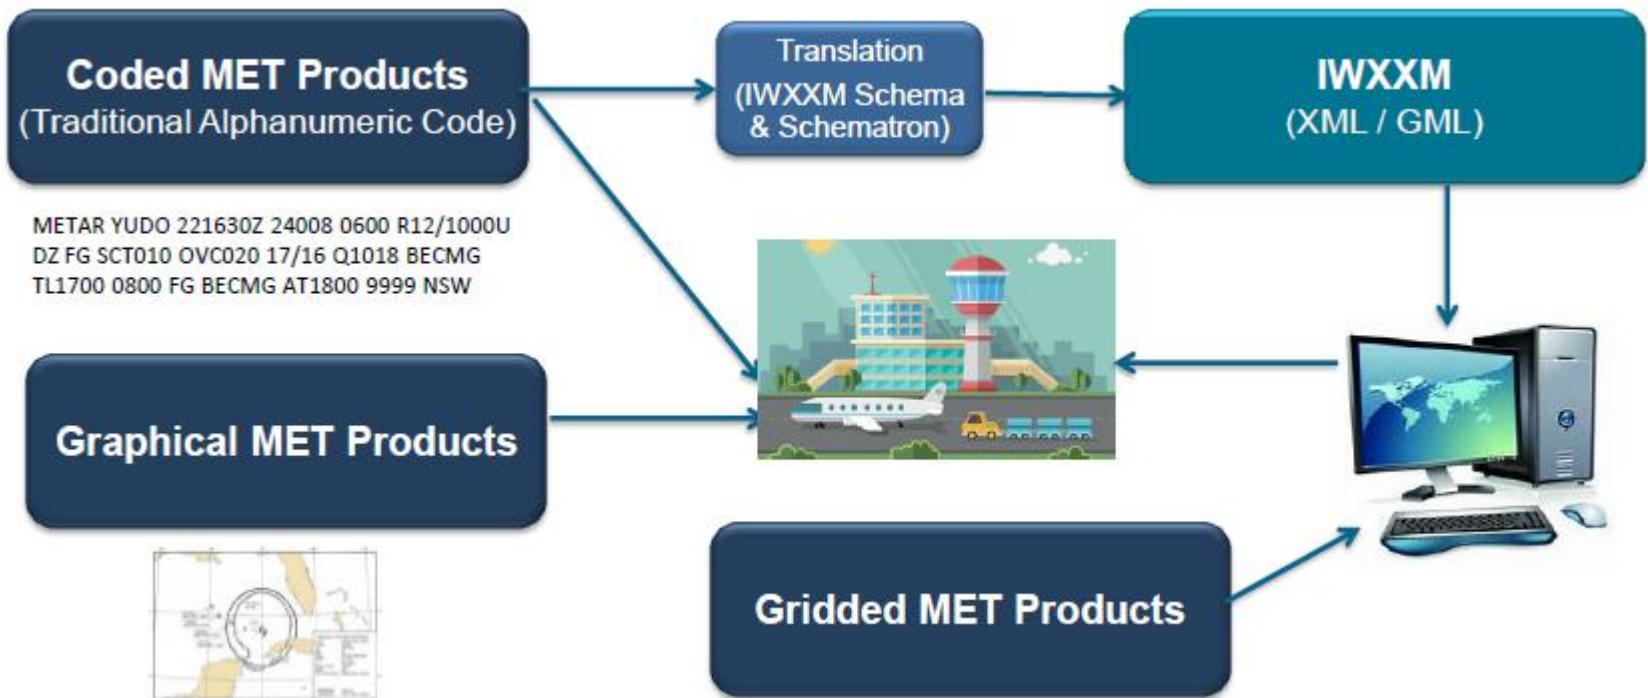 Coded MET Products
(Traditional Alphanumeric Code)
Translation
(IWXXM Schema
& Schematron)
IWXXM
(XML / GML)
METAR YUDO 221630Z 24008 0600 R12/1000U
DZ FG SCT010 OVC020 17/16 Q1018 BECMG
TL1700 0800 FG BECMG AT1800 9999 NSW
Graphical MET Products
Gridded MET Products